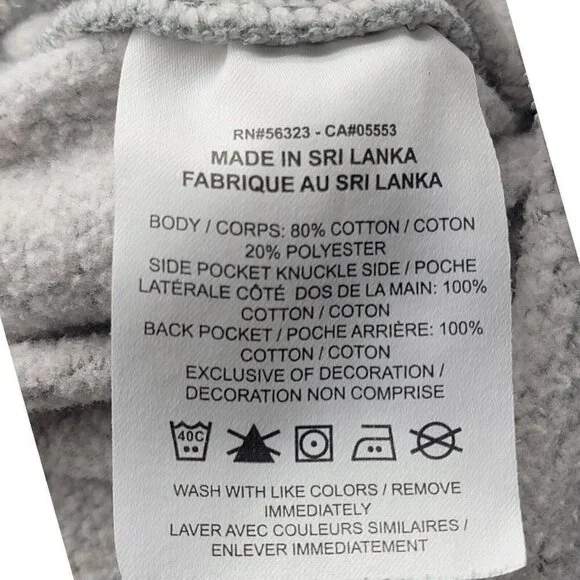 RN#56323 - CA#05553
MADE IN SRI LANKA
FABRIQUE AU SRI LANKA
BODY / CORPS: 80% COTTON / COTON
20% POLYESTER
SIDE POCKET KNUCKLE SIDE / POCHE
LATÉRALE CÔTÉ DOS DE LA MAIN: 100%
COTTON / COTON
BACK POCKET / POCHE ARRIÈRE: 100%
COTTON / COTON
EXCLUSIVE OF DECORATION /
DECORATION NON COMPRISE
40C
WASH WITH LIKE COLORS / REMOVE
IMMEDIATELY
LAVER AVEC COULEURS SIMILAIRES /
ENLEVER IMMEDIATEMENT